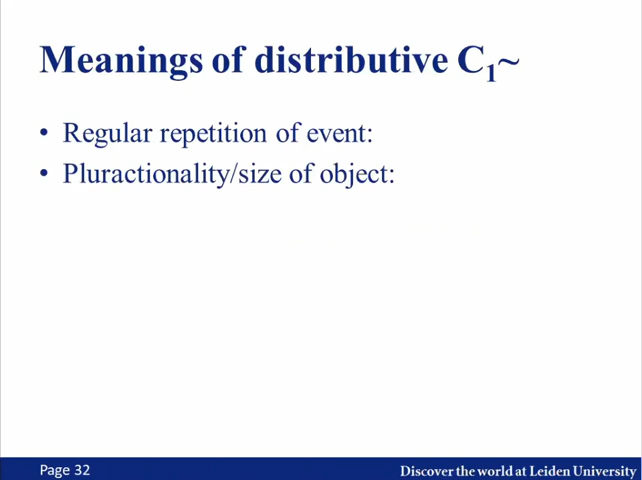 Meanings of distributive C₁~
• Regular repetition of event:
• Pluractionality/size of object:
Page 32
Discover the world at Leiden University